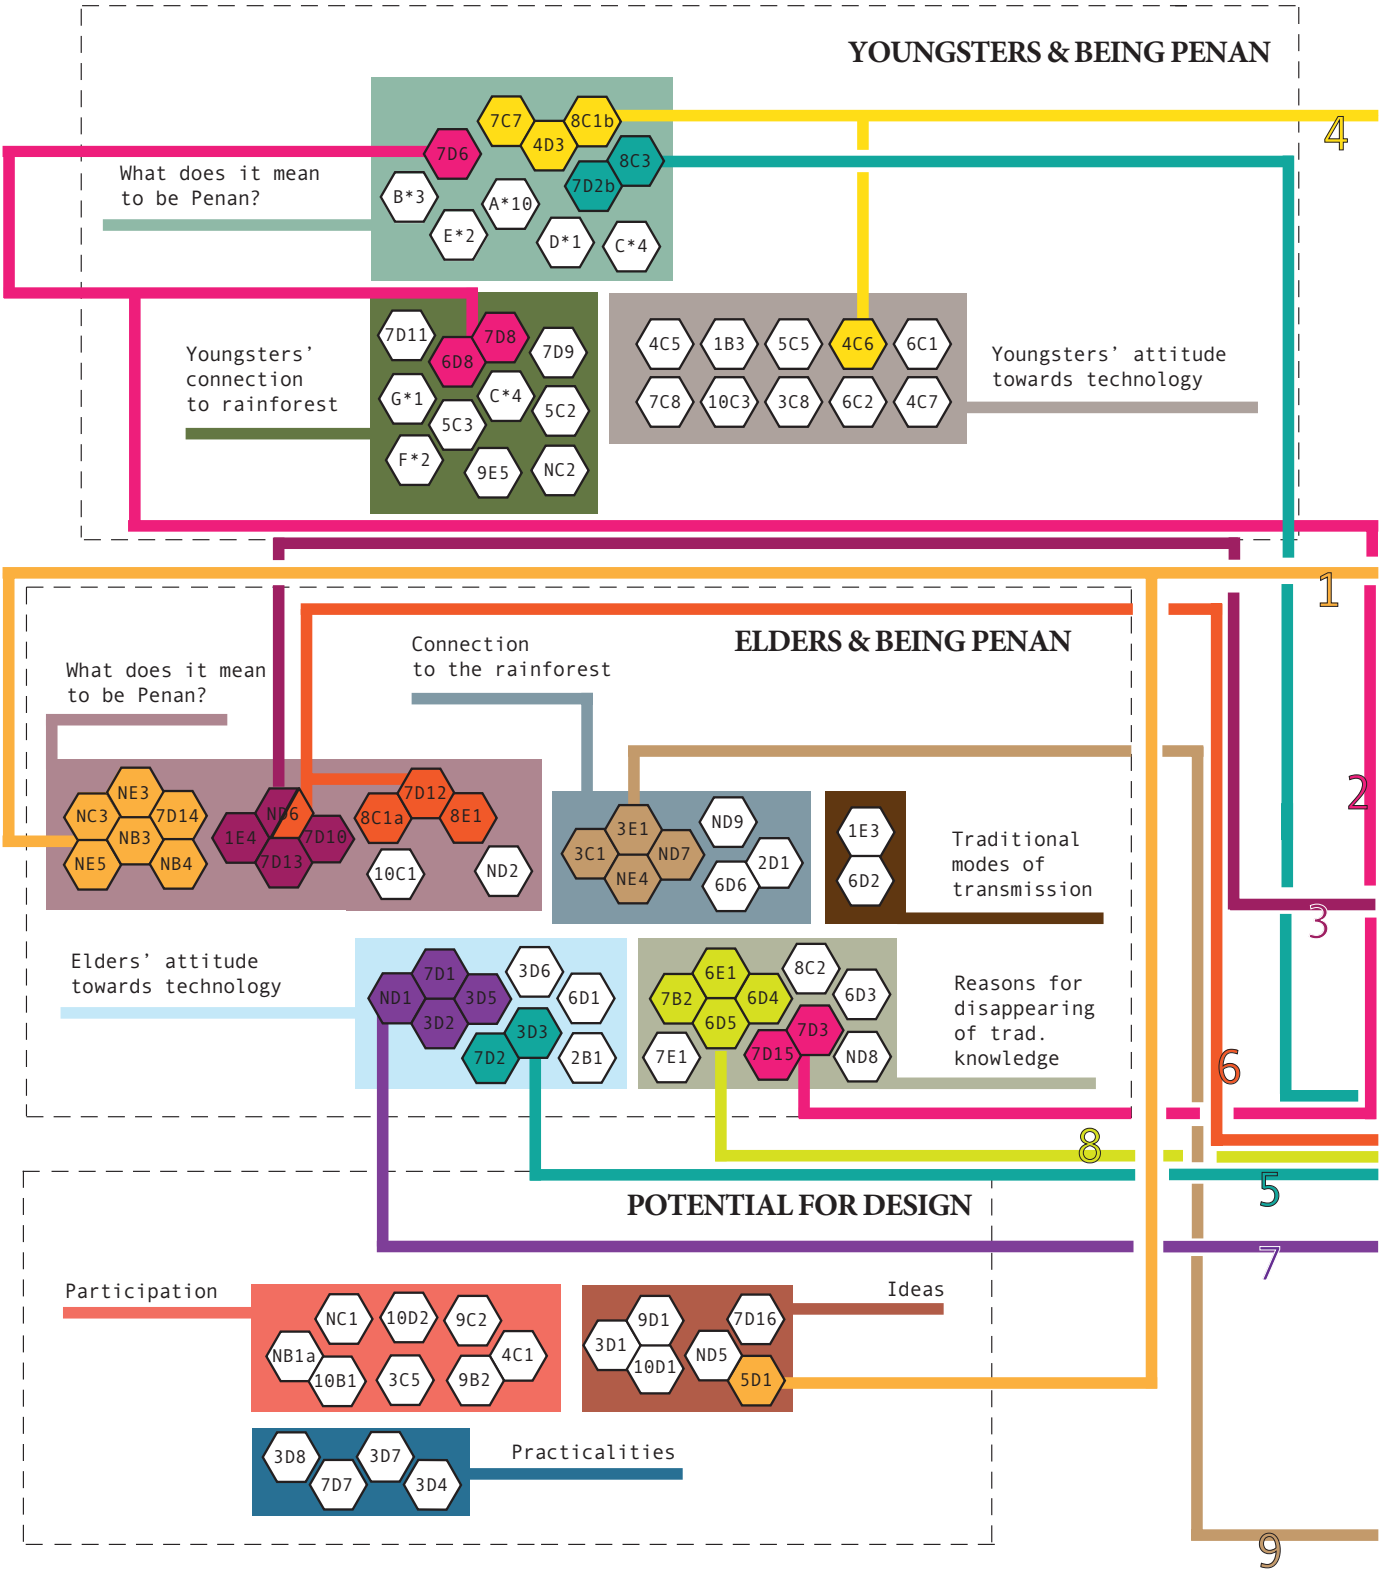 YOUNGSTERS & BEING PENAN
7C7
8C1b
4D3
4
7D6
8C3
What does it mean
to be Penan?
7D2b
B*3
A*10
E*2
D*1
C*4
7D11
7D8
7D9
6D8
4C5
1B3
5C5
4C6
6C1
Youngsters’
connection
to rainforest
Youngsters’ attitude
towards technology
G*1
C*4
5C2
5C3
7C8
10C3
3C8
6C2
4C7
F*2
9E5
NC2
1
ELDERS & BEING PENAN
Connection
to the rainforest
What does it mean
to be Penan?
2
NE3
NC3
7D14
NB3
NE5
NB4
ND6
1E4
7D10
7D13
7D12
8C1a
8E1
10C1
ND2
3E1
3C1
ND7
NE4
ND9
2D1
6D6
1E3
6D2
Traditional
modes of
transmission
3
Elders’ attitude
towards technology
7D1
ND1
3D5
3D2
3D6
6D1
3D3
7D2
2B1
6E1
7B2
6D4
6D5
8C2
6D3
7D3
7D15
7E1
ND8
Reasons for
disappearing
of trad.
knowledge
6
8
5
POTENTIAL FOR DESIGN
7
Participation
NC1
10D2
9C2
NB1a
4C1
10B1
3C5
9B2
Ideas
9D1
7D16
3D1
10D1
ND5
5D1
3D8
3D7
7D7
3D4
Practicalities
9